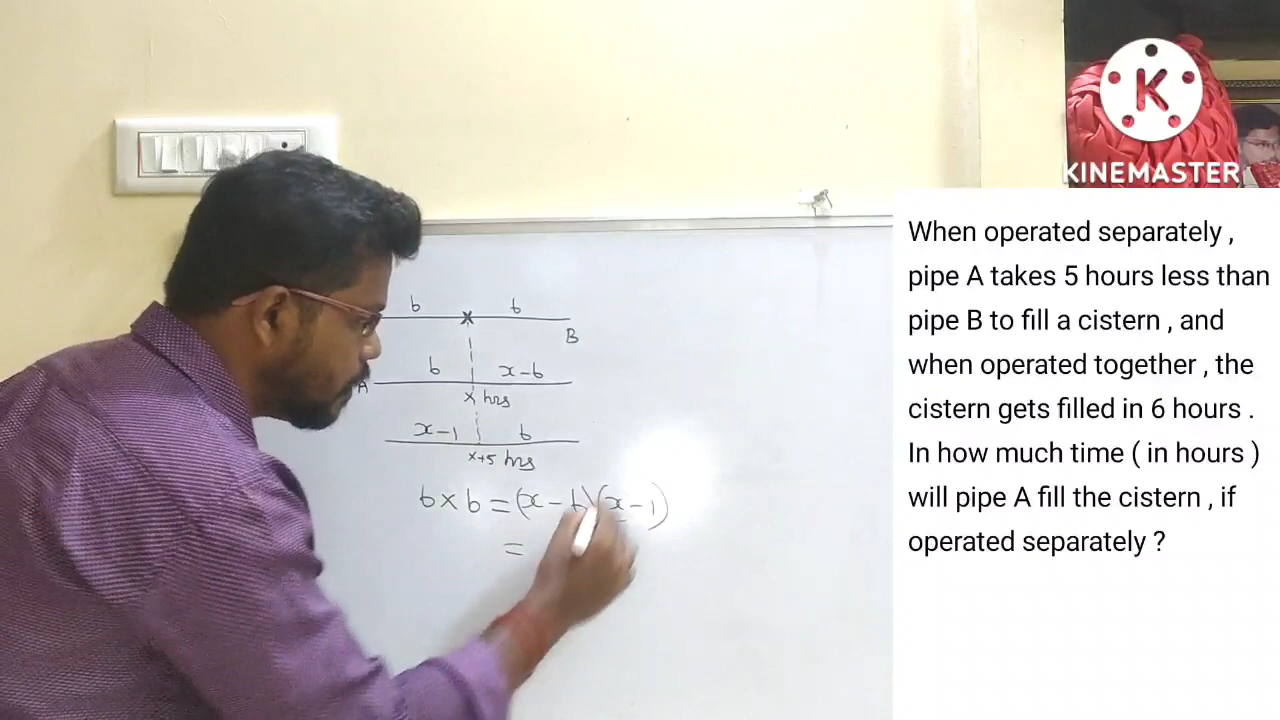 KINEMASTER
When operated separately ,
pipe A takes 5 hours less than
pipe B to fill a cistern , and
when operated together , the
cistern gets filled in 6 hours .
In how much time ( in hours )
will pipe A fill the cistern , if
operated separately ?
6 6
B
6 x-6
A
x hrs
x-1 6
x+5 hrs
6 × 6 = (x - 6)(x - 1)
=